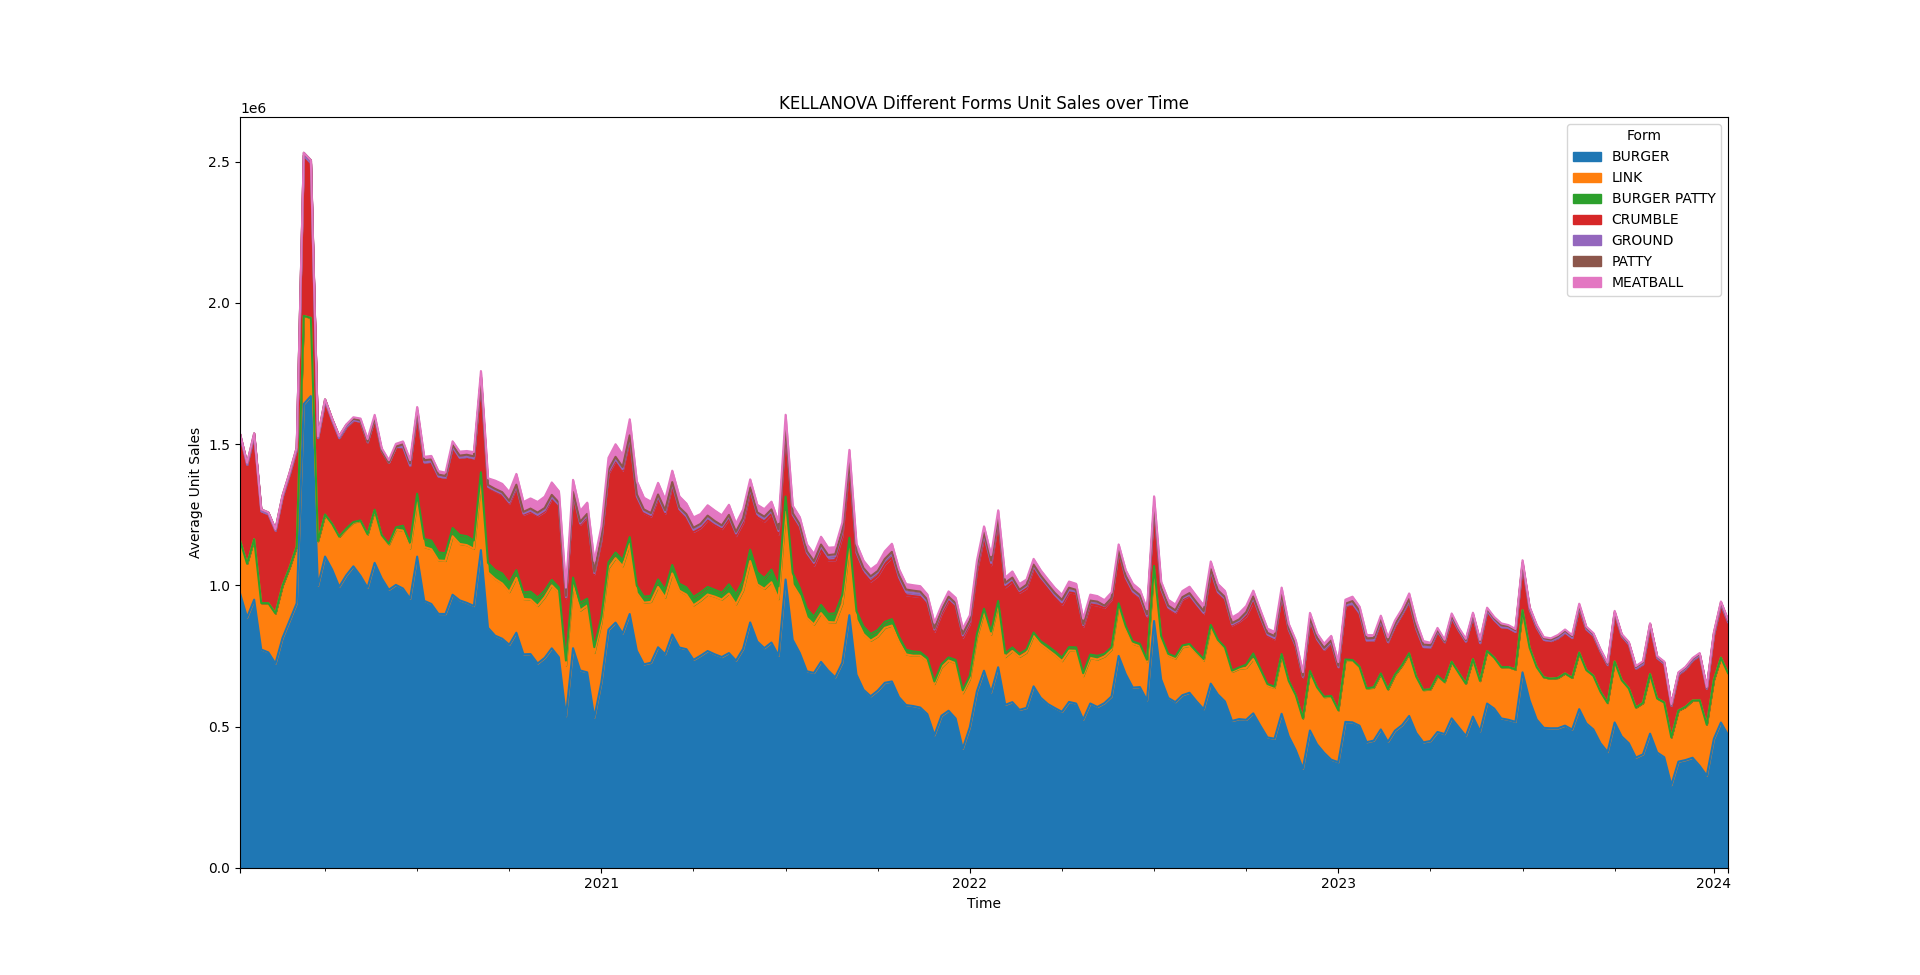 KELLANOVA Different Forms Unit Sales over Time
1e6
Form
BURGER
LINK
BURGER PATTY
CRUMBLE
GROUND
PATTY
MEATBALL
2.5
2.0
1.5
1.0
0.5
0.0
Average Unit Sales
2021
2022
2023
2024
Time